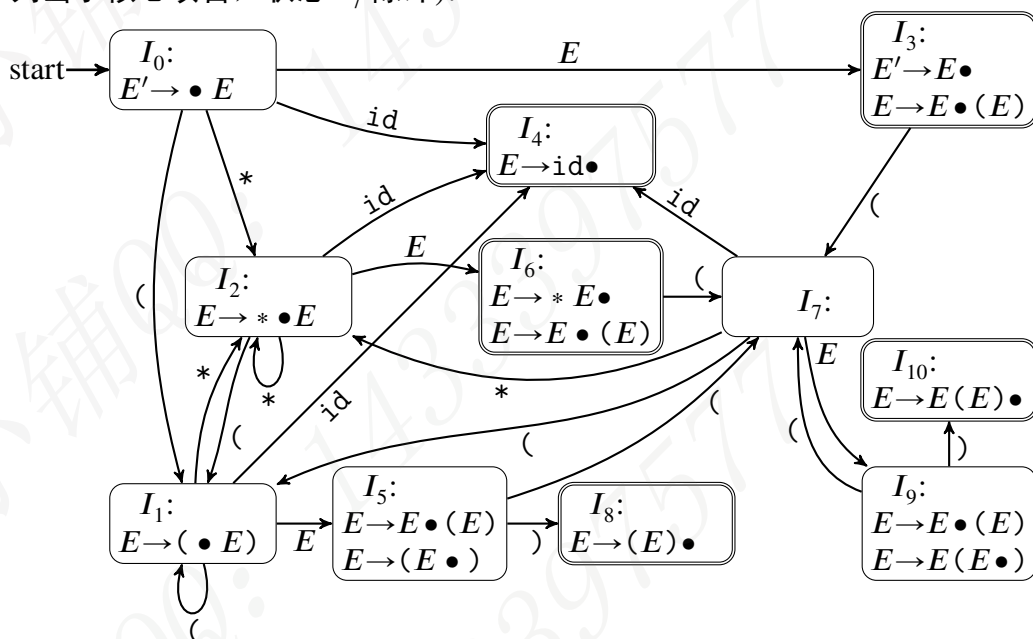 start
I₀:
E′→ • E
E
I₃:
E′→E•
E→E•(E)
id
I₄:
E→id•
*
id
id
(
(
I₂:
E→ * •E
E
I₆:
E→ * E•
E→E•(E)
(
I₇:
*
*
(
id
*
(
(
E
(
I₁₀:
E→E(E)•
)
I₁:
E→( • E)
E
I₅:
E→E•(E)
E→(E•)
)
I₈:
E→(E)•
I₉:
E→E•(E)
E→E(E•)
(